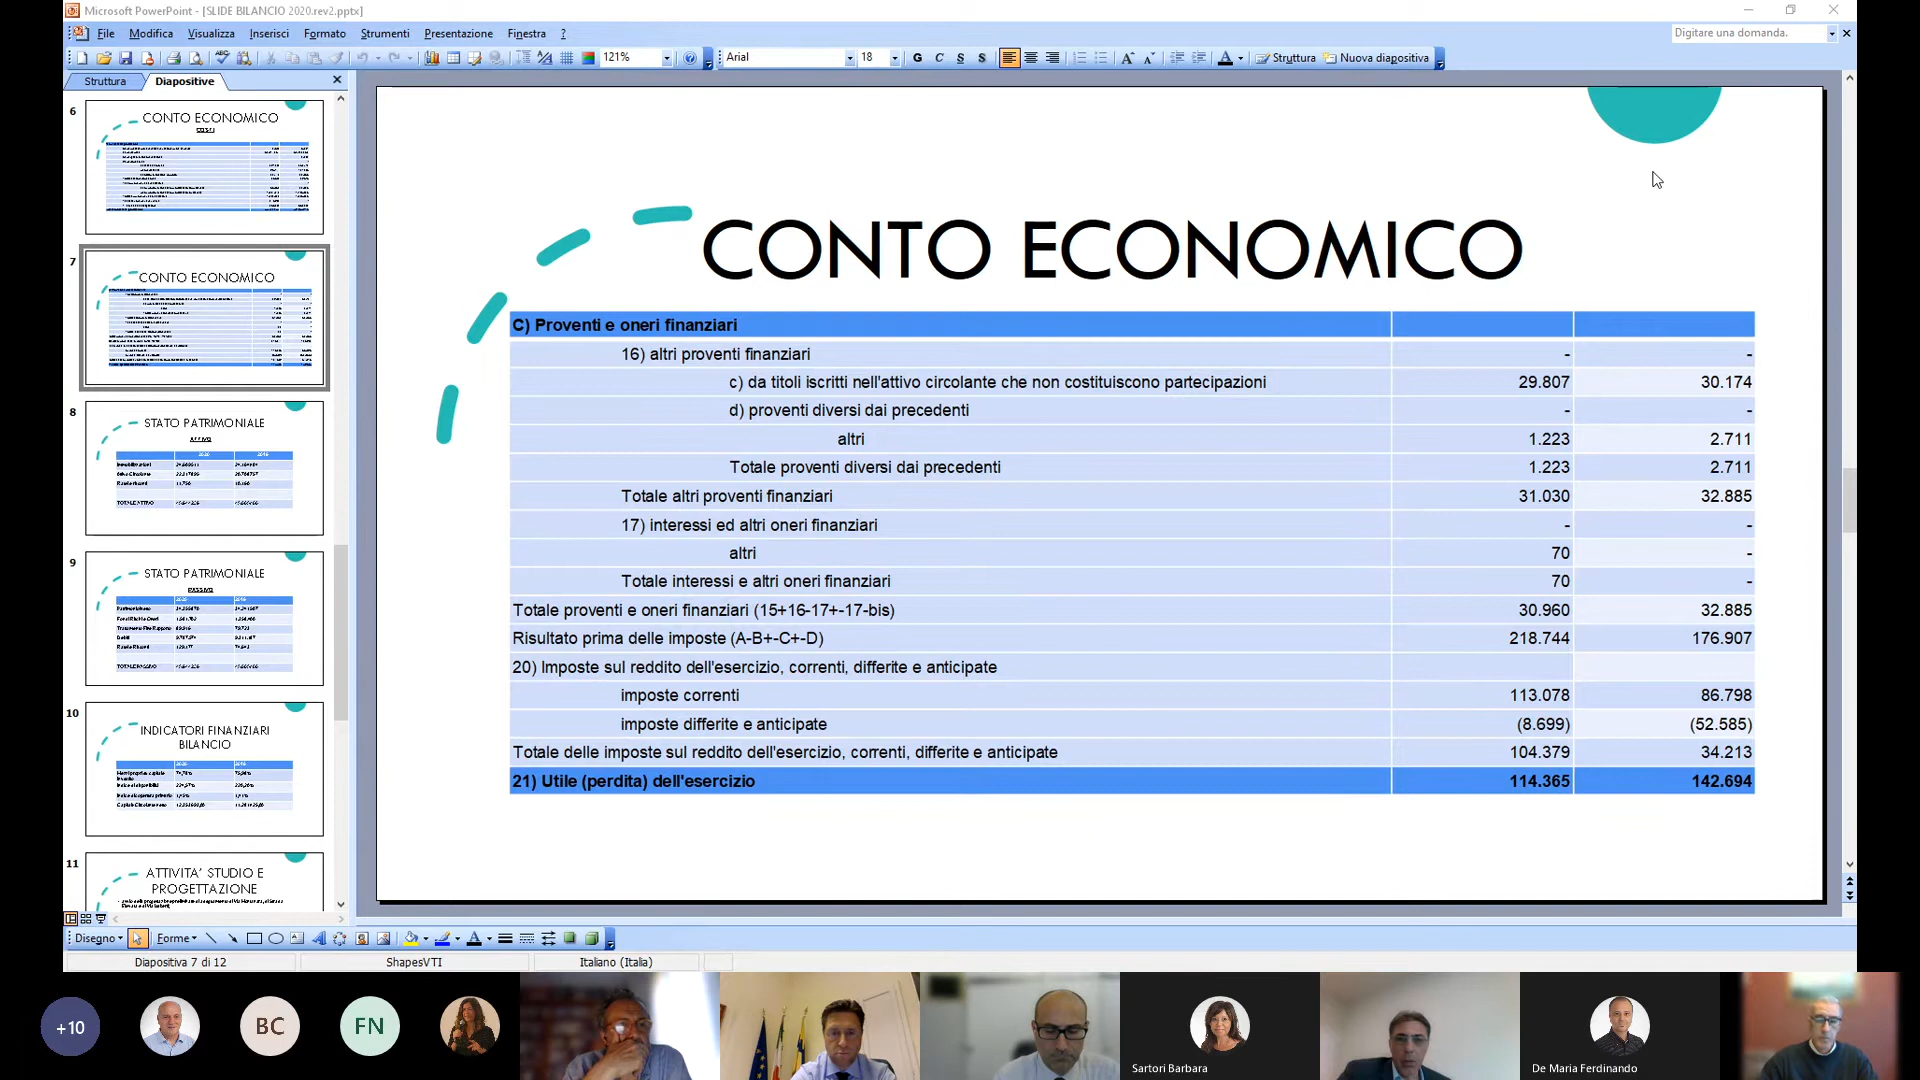 Microsoft PowerPoint - [SLIDE BILANCIO 2020.rev2.pptx]
File Modifica Visualizza Inserisci Formato Strumenti Presentazione Finestra ?
Digitare una domanda.
121% Arial 18 G C S S Struttura Nuova diapositiva
Struttura Diapositive
6
CONTO ECONOMICO
COSTI
7
CONTO ECONOMICO
8
STATO PATRIMONIALE
ATTIVO
9
STATO PATRIMONIALE
PASSIVO
10
INDICATORI FINANZIARI
BILANCIO
11
ATTIVITA' STUDIO E
PROGETTAZIONE
CONTO ECONOMICO
C) Proventi e oneri finanziari
16) altri proventi finanziari - -
c) da titoli iscritti nell'attivo circolante che non costituiscono partecipazioni 29.807 30.174
d) proventi diversi dai precedenti - -
altri 1.223 2.711
Totale proventi diversi dai precedenti 1.223 2.711
Totale altri proventi finanziari 31.030 32.885
17) interessi ed altri oneri finanziari - -
altri 70 -
Totale interessi e altri oneri finanziari 70 -
Totale proventi e oneri finanziari (15+16-17+-17-bis) 30.960 32.885
Risultato prima delle imposte (A-B+-C+-D) 218.744 176.907
20) Imposte sul reddito dell'esercizio, correnti, differite e anticipate
imposte correnti 113.078 86.798
imposte differite e anticipate (8.699) (52.585)
Totale delle imposte sul reddito dell'esercizio, correnti, differite e anticipate 104.379 34.213
21) Utile (perdita) dell'esercizio 114.365 142.694
Disegno Forme
Diapositiva 7 di 12 ShapesVTI Italiano (Italia)
+10 BC FN
Sartori Barbara De Maria Ferdinando